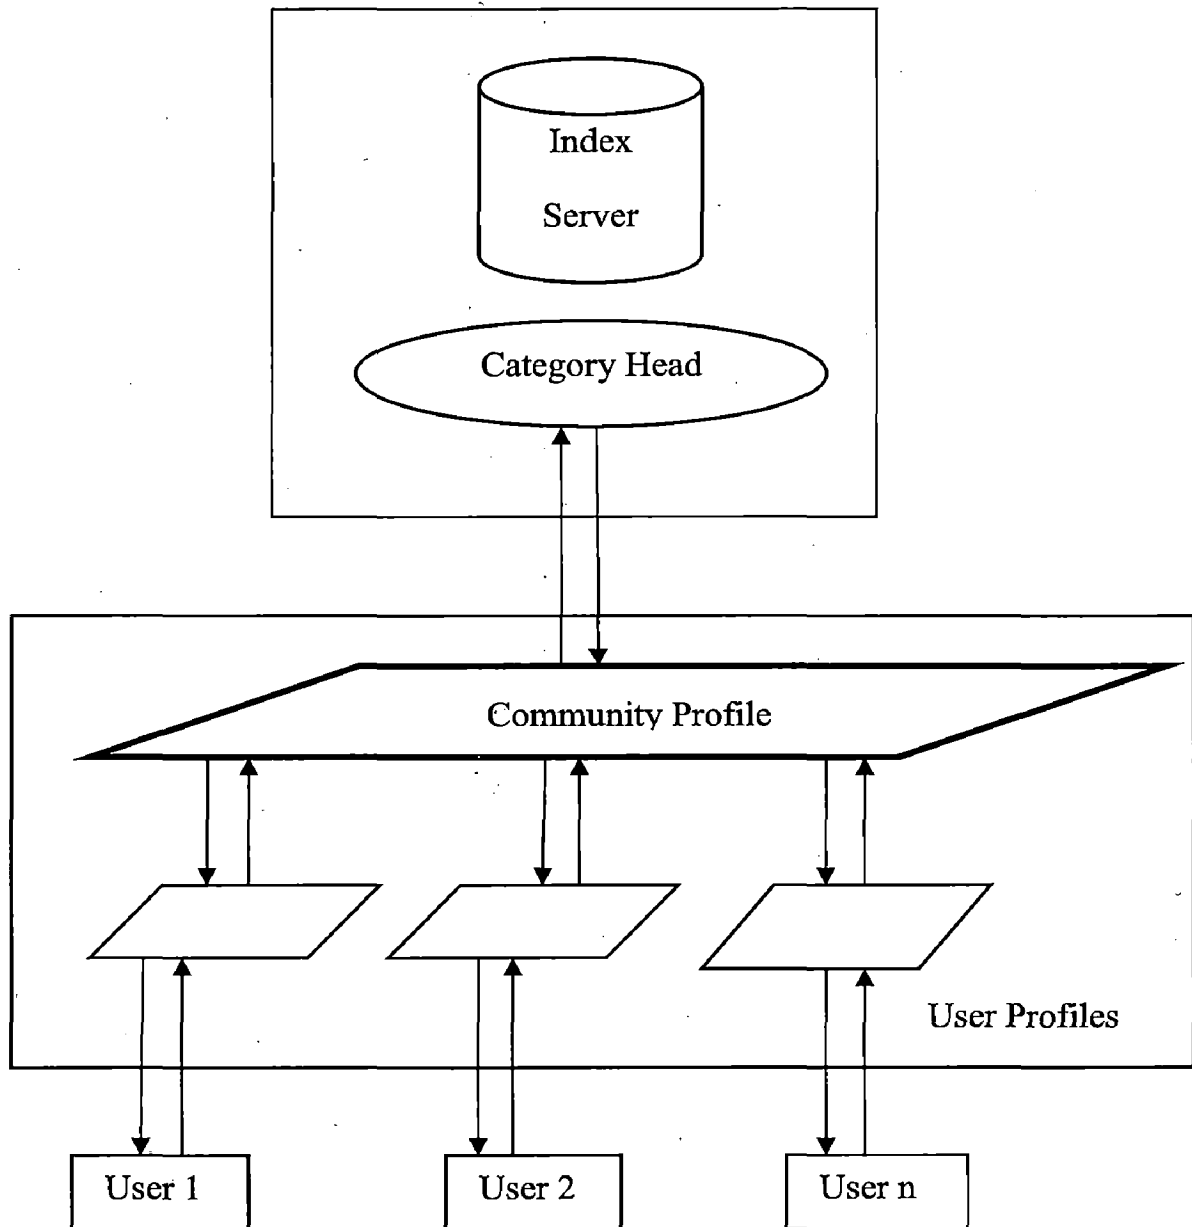 Index
Server
Category Head
Community Profile
User Profiles
User 1
User 2
User n